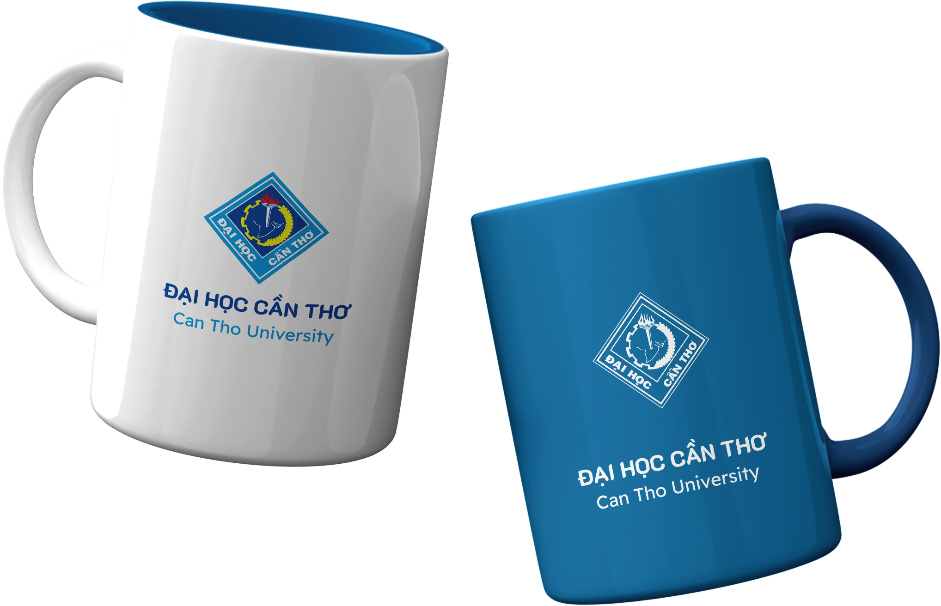 ĐẠI HỌC
CẦN THƠ
ĐẠI HỌC CẦN THƠ
Can Tho University
ĐẠI HỌC
CẦN THƠ
ĐẠI HỌC CẦN THƠ
Can Tho University